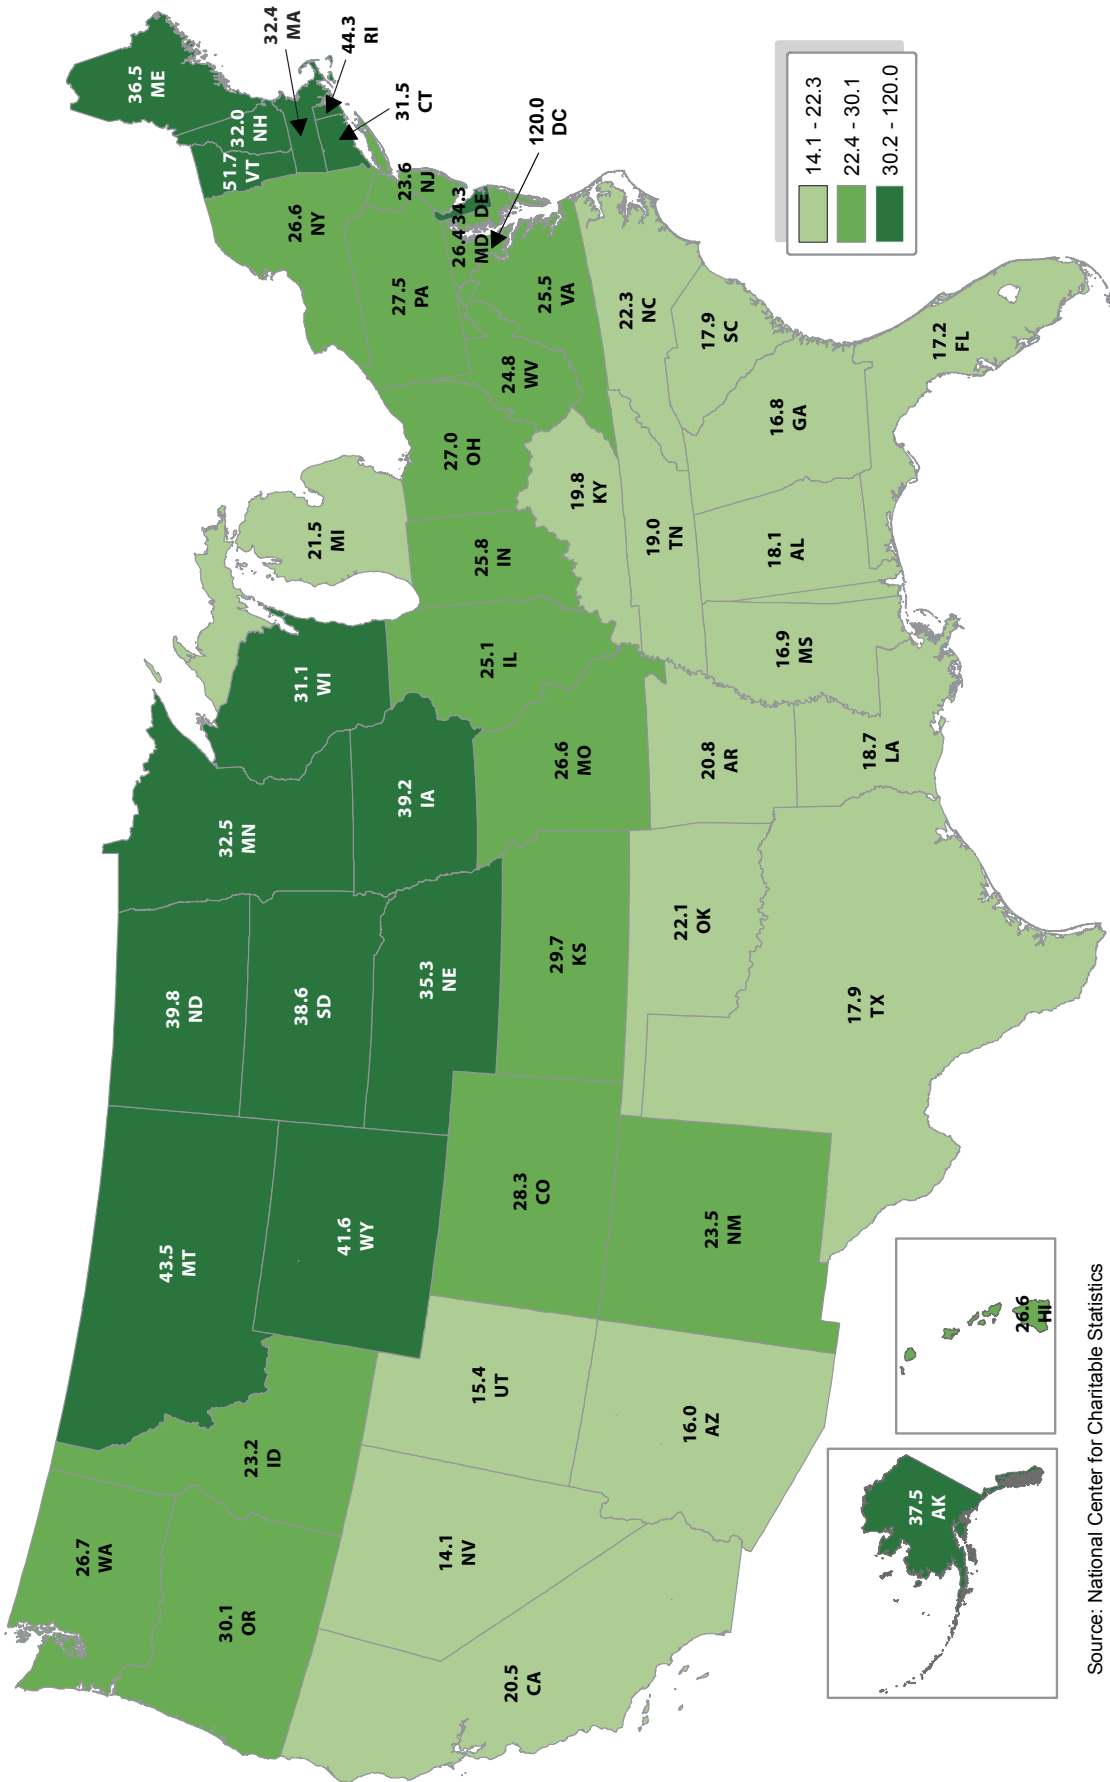 26.7
WA
30.1
OR
20.5
CA
14.1
NV
23.2
ID
43.5
MT
41.6
WY
15.4
UT
16.0
AZ
28.3
CO
23.5
NM
39.8
ND
38.6
SD
35.3
NE
29.7
KS
22.1
OK
17.9
TX
32.5
MN
39.2
IA
26.6
MO
20.8
AR
18.7
LA
31.1
WI
25.1
IL
21.5
MI
25.8
IN
27.0
OH
19.8
KY
19.0
TN
16.9
MS
18.1
AL
16.8
GA
17.2
FL
17.9
SC
22.3
NC
25.5
VA
24.8
WV
27.5
PA
26.6
NY
51.7
VT
32.0
NH
36.5
ME
32.4
MA
44.3
RI
31.5
CT
23.6
NJ
34.3
DE
26.4
MD
120.0
DC
37.5
AK
26.6
HI
14.1 - 22.3
22.4 - 30.1
30.2 - 120.0
Source: National Center for Charitable Statistics